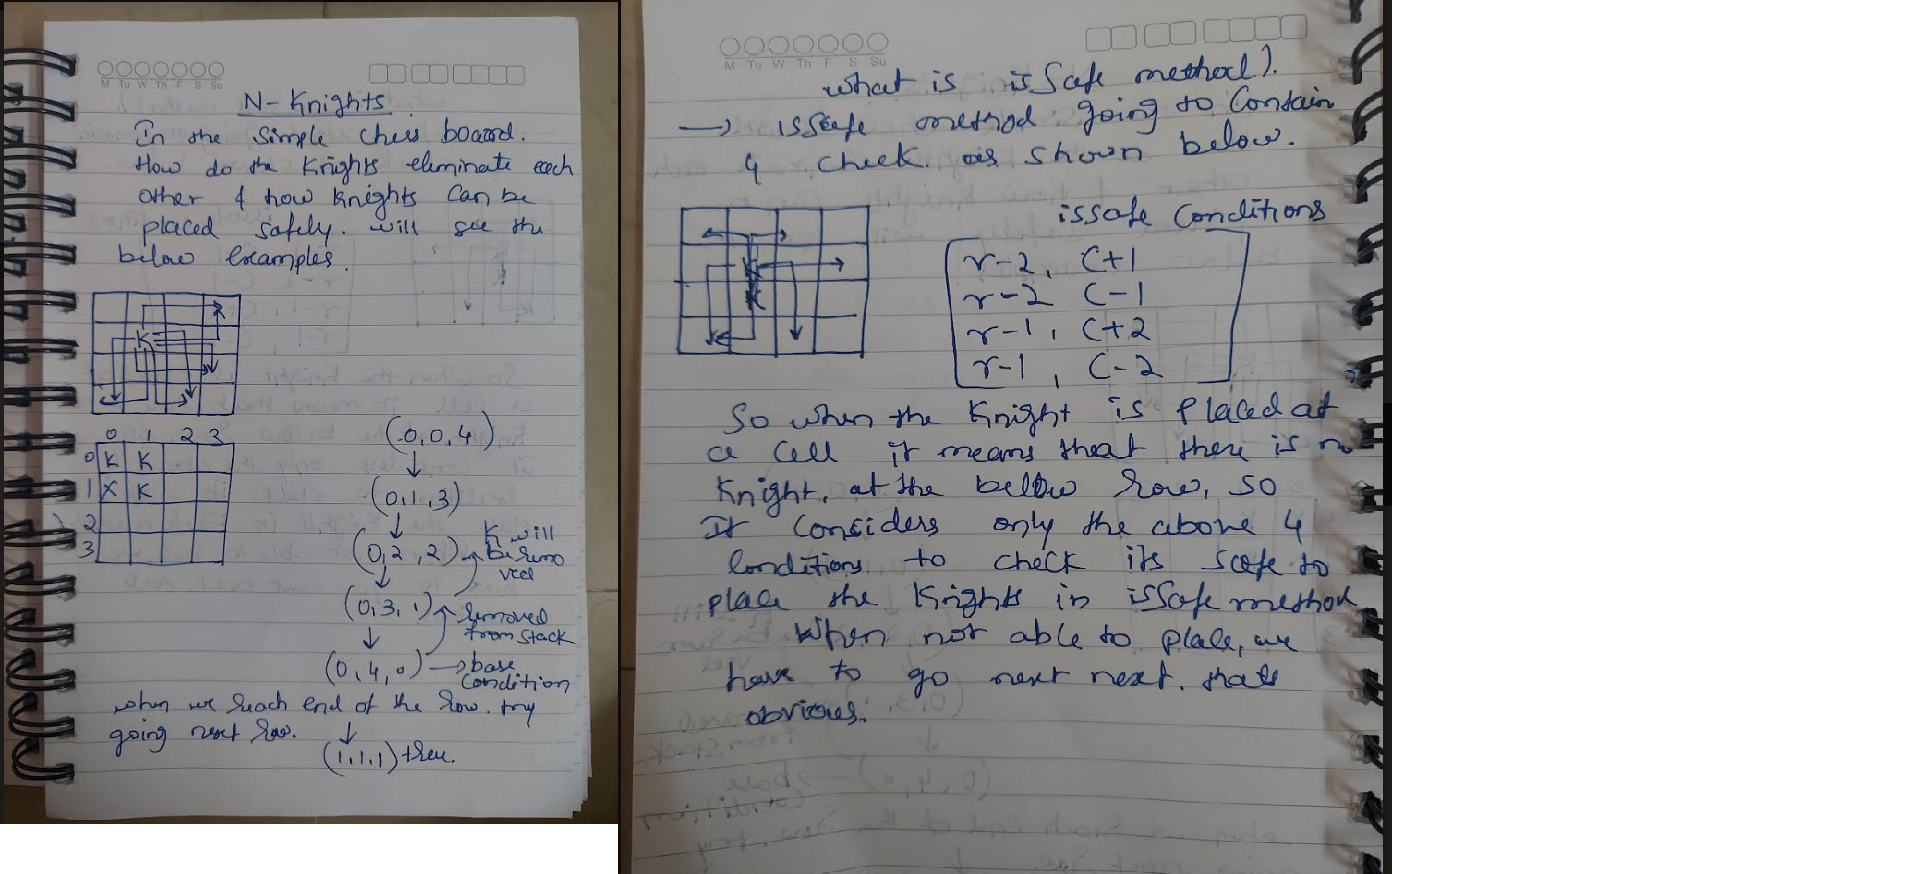 M Tu W Th F S Su
N-Knights
In the Simple Chess board.
How do the Knights eliminate each
other & how Knights Can be
placed safely. will see the
below Examples.
K
0 1 2 3
0 K K
1 X K
2
3
(0,0,4)
(0,1,3)
(0,2,2)
K will
be Remo
ved
(0,3,1)
Removed
from stack
(0,4,0)
base
condition
when we Reach end of the Row. try
going next Row.
(1,1,1) then.
M Tu W Th F S Su
what is isSafe method).
→ isSafe method going to Contain
4 check. as shown below.
K
isSafe Conditions
r-2, C+1
r-2 C-1
r-1, C+2
r-1, C-2
So when the Knight is Placed at
a Cell it means that there is no
Knight. at the below Row, SO
It Considers only the above 4
Conditions to check its safe to
place the Knights in isSafe method
When not able to place, we
have to go next next. thats
obvious.